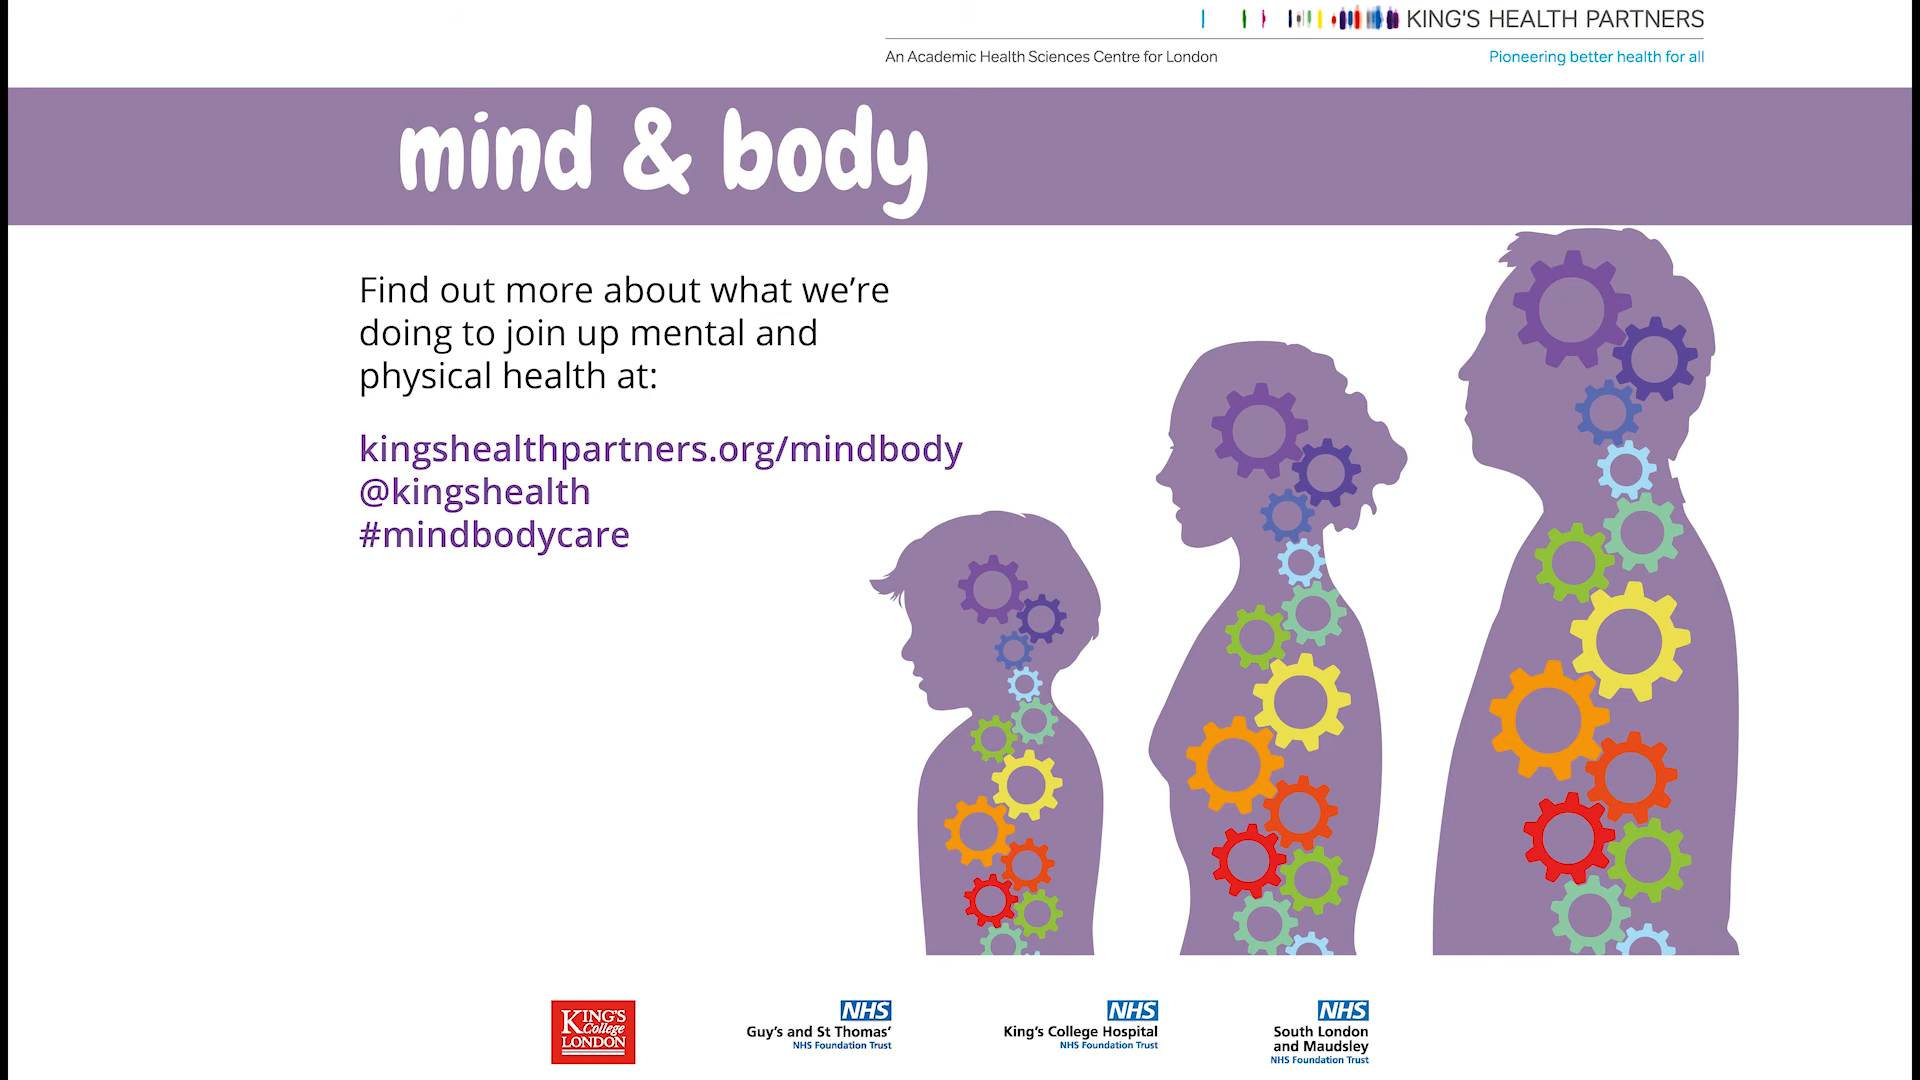 KING'S HEALTH PARTNERS
An Academic Health Sciences Centre for London
Pioneering better health for all
mind & body
Find out more about what we’re
doing to join up mental and
physical health at:
kingshealthpartners.org/mindbody
@kingshealth
#mindbodycare
KING'S
College
LONDON
NHS
Guy’s and St Thomas’
NHS Foundation Trust
NHS
King’s College Hospital
NHS Foundation Trust
NHS
South London
and Maudsley
NHS Foundation Trust